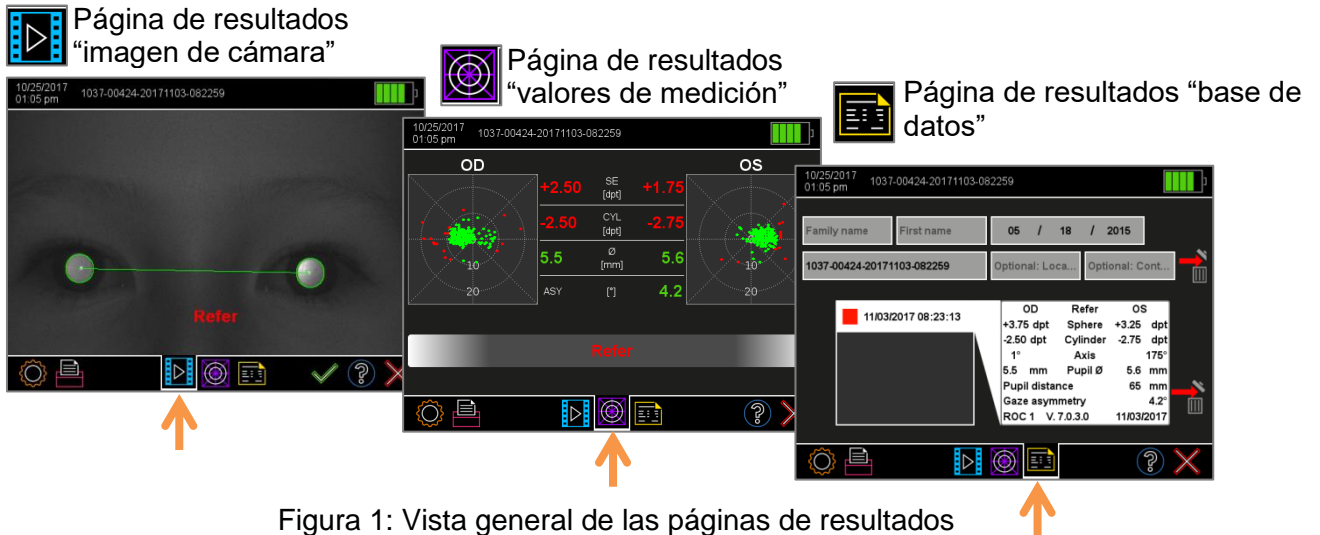 Página de resultados
“imagen de cámara”
10/25/2017
01:05 pm
1037-00424-20171103-082259
Refer
Página de resultados
“valores de medición”
10/25/2017
01:05 pm
1037-00424-20171103-082259
OD
OS
+2.50 SE [dpt] +1.75
-2.50 CYL [dpt] -2.75
5.5 Ø [mm] 5.6
ASY [°] 4.2
10
20
10
20
Refer
Página de resultados “base de
datos”
10/25/2017
01:05 pm
1037-00424-20171103-082259
Family name First name 05 / 18 / 2015
1037-00424-20171103-082259 Optional: Loca... Optional: Cont...
11/03/2017 08:23:13
OD Refer OS
+3.75 dpt Sphere +3.25 dpt
-2.50 dpt Cylinder -2.75 dpt
1° Axis 175°
5.5 mm Pupil Ø 5.6 mm
Pupil distance 65 mm
Gaze asymmetry 4.2°
ROC 1 V. 7.0.3.0 11/03/2017
Figura 1: Vista general de las páginas de resultados